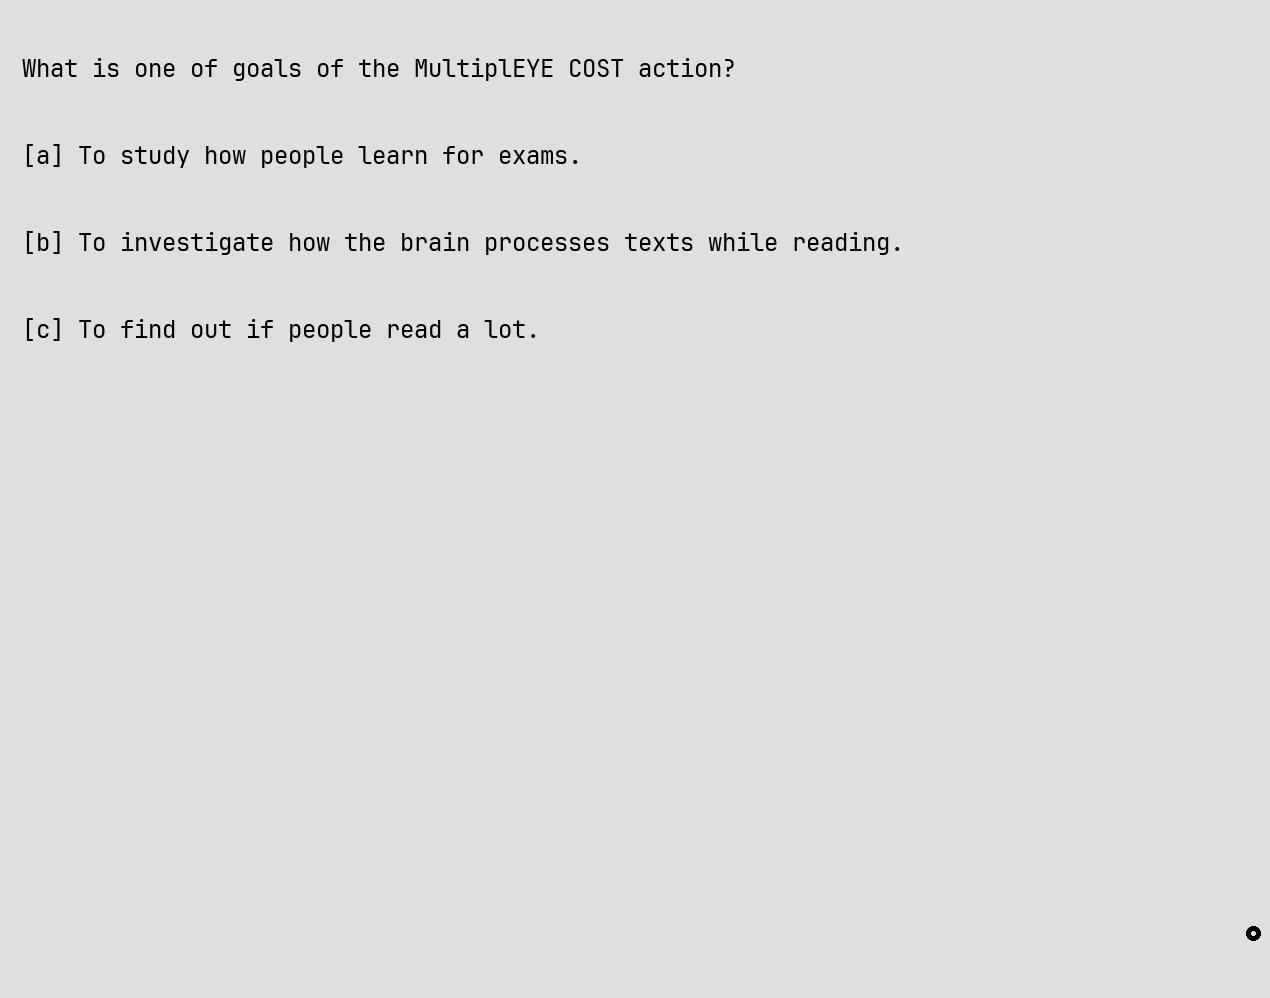 What is one of goals of the MultiplEYE COST action?
[a] To study how people learn for exams.
[b] To investigate how the brain processes texts while reading.
[c] To find out if people read a lot.